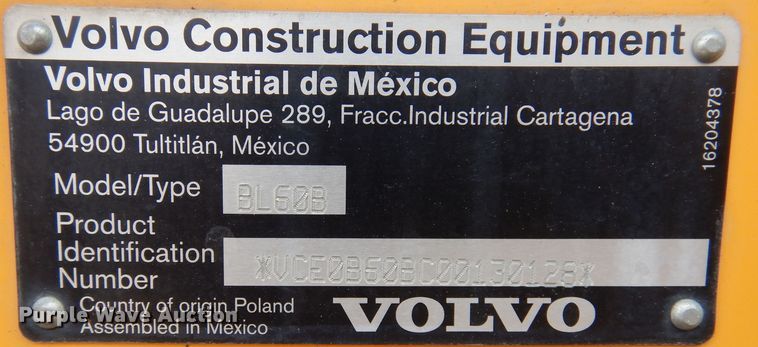 Volvo Construction Equipment
Volvo Industrial de México
Lago de Guadalupe 289, Fracc.Industrial Cartagena
54900 Tultitlán, México
16204378
Model/Type BL60B
Product
Identification
Number *VCE0B60BC00130128*
Country of origin Poland
Assembled in Mexico
VOLVO
Purple Wave Auction